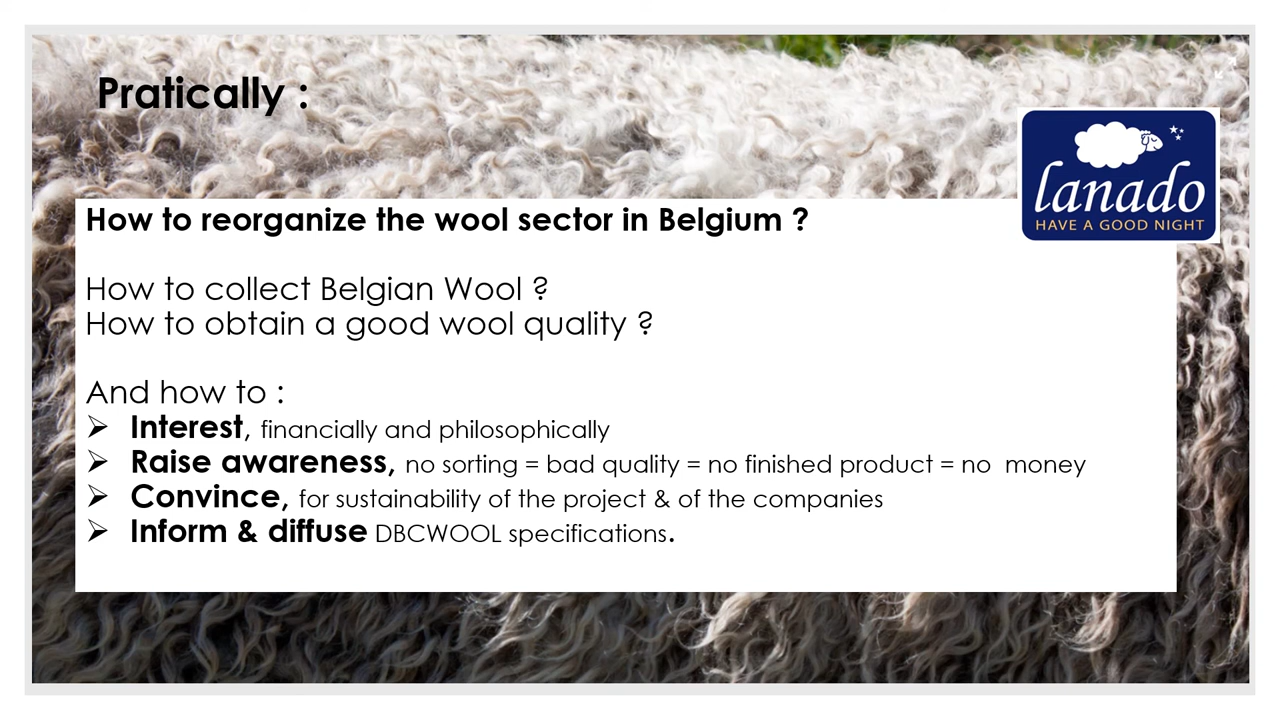 Pratically :
lanado
HAVE A GOOD NIGHT
How to reorganize the wool sector in Belgium ?
How to collect Belgian Wool ?
How to obtain a good wool quality ?
And how to :
➢ Interest, financially and philosophically
➢ Raise awareness, no sorting = bad quality = no finished product = no money
➢ Convince, for sustainability of the project & of the companies
➢ Inform & diffuse DBCWOOL specifications.